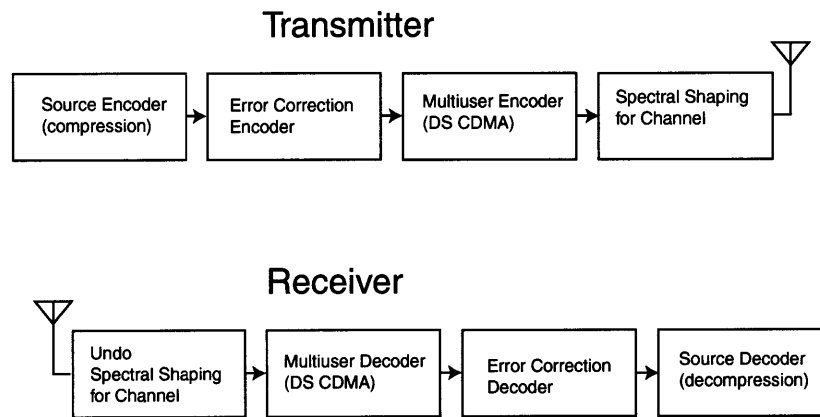 Transmitter
Source Encoder
(compression)
Error Correction
Encoder
Multiuser Encoder
(DS CDMA)
Spectral Shaping
for Channel
Receiver
Undo
Spectral Shaping
for Channel
Multiuser Decoder
(DS CDMA)
Error Correction
Decoder
Source Decoder
(decompression)